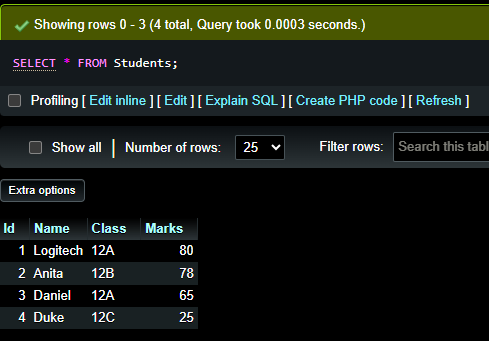 Showing rows 0 - 3 (4 total, Query took 0.0003 seconds.)
SELECT * FROM Students;
Profiling [ Edit inline ] [ Edit ] [ Explain SQL ] [ Create PHP code ] [ Refresh ]
Show all | Number of rows: 25 Filter rows: Search this tabl
Extra options
Id Name Class Marks
1 Logitech 12A 80
2 Anita 12B 78
3 Daniel 12A 65
4 Duke 12C 25